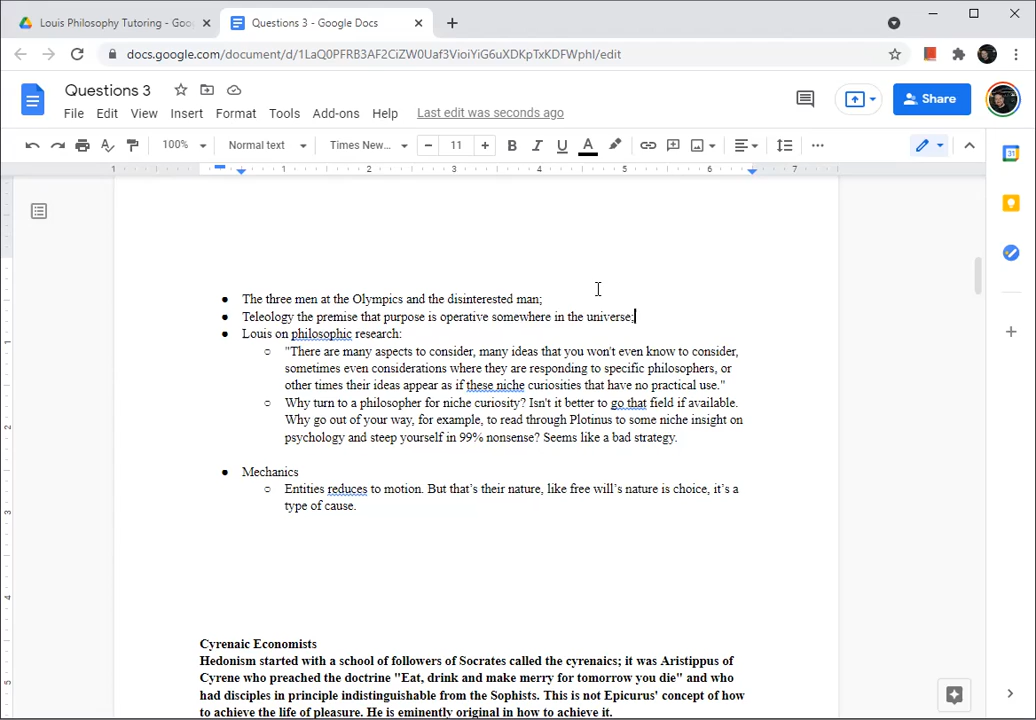 Louis Philosophy Tutoring - Goo
Questions 3 - Google Docs
docs.google.com/document/d/1LaQ0PFRB3AF2CiZW0Uaf3VioiYiG6uXDKpTxKDFWphI/edit
Questions 3
File Edit View Insert Format Tools Add-ons Help Last edit was seconds ago
Share
100% Normal text Times New... 11
1 1 2 3 4 5 6 7
• The three men at the Olympics and the disinterested man;
• Teleology the premise that purpose is operative somewhere in the universe;
• Louis on philosophic research:
○ "There are many aspects to consider, many ideas that you won't even know to consider,
sometimes even considerations where they are responding to specific philosophers, or
other times their ideas appear as if these niche curiosities that have no practical use."
○ Why turn to a philosopher for niche curiosity? Isn't it better to go that field if available.
Why go out of your way, for example, to read through Plotinus to some niche insight on
psychology and steep yourself in 99% nonsense? Seems like a bad strategy.
• Mechanics
○ Entities reduces to motion. But that's their nature, like free will's nature is choice, it's a
type of cause.
Cyrenaic Economists
Hedonism started with a school of followers of Socrates called the cyrenaics; it was Aristippus of
Cyrene who preached the doctrine "Eat, drink and make merry for tomorrow you die" and who
had disciples in principle indistinguishable from the Sophists. This is not Epicurus' concept of how
to achieve the life of pleasure. He is eminently original in how to achieve it.